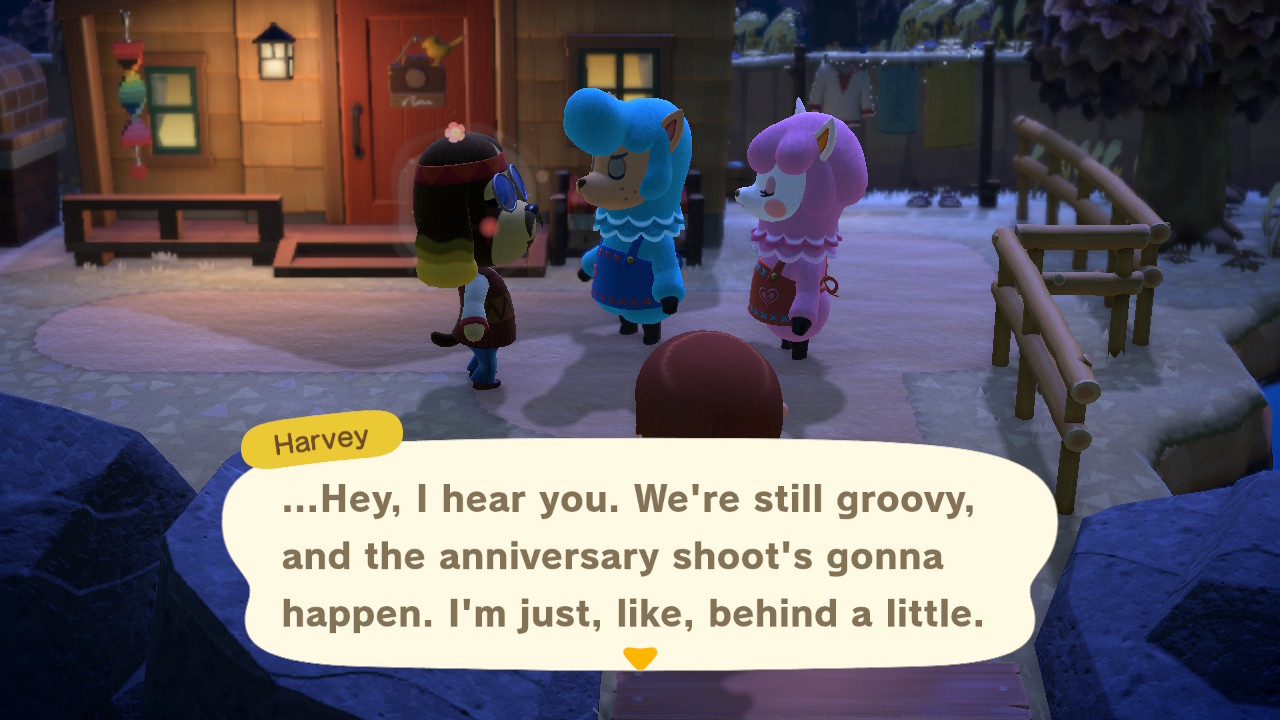 Harvey
...Hey, I hear you. We're still groovy,
and the anniversary shoot's gonna
happen. I'm just, like, behind a little.